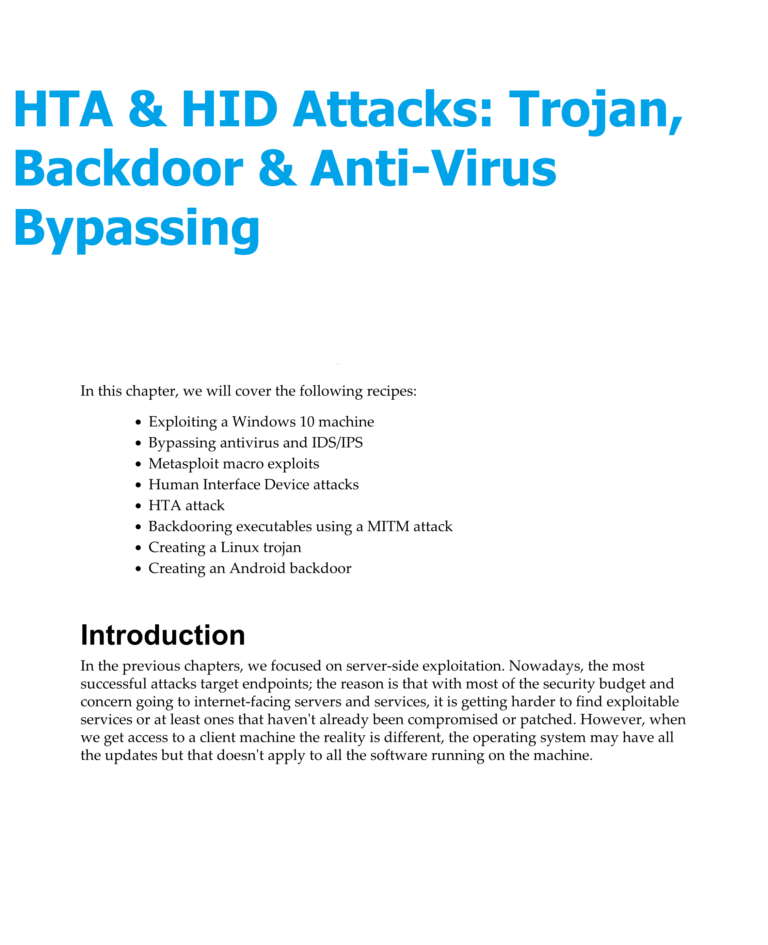 HTA & HID Attacks: Trojan,
Backdoor & Anti-Virus
Bypassing
In this chapter, we will cover the following recipes:
• Exploiting a Windows 10 machine
• Bypassing antivirus and IDS/IPS
• Metasploit macro exploits
• Human Interface Device attacks
• HTA attack
• Backdooring executables using a MITM attack
• Creating a Linux trojan
• Creating an Android backdoor
Introduction
In the previous chapters, we focused on server-side exploitation. Nowadays, the most
successful attacks target endpoints; the reason is that with most of the security budget and
concern going to internet-facing servers and services, it is getting harder to find exploitable
services or at least ones that haven't already been compromised or patched. However, when
we get access to a client machine the reality is different, the operating system may have all
the updates but that doesn't apply to all the software running on the machine.